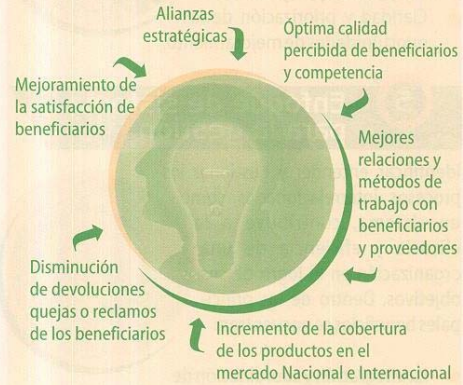 Alianzas
estratégicas
Óptima calidad
percibida de beneficiarios
y competencia
Mejores
relaciones y
métodos de
trabajo con
beneficiarios
y proveedores
Incremento de la cobertura
de los productos en el
mercado Nacional e Internacional
Disminución
de devoluciones
quejas o reclamos
de los beneficiarios
Mejoramiento de
la satisfacción de
beneficiarios